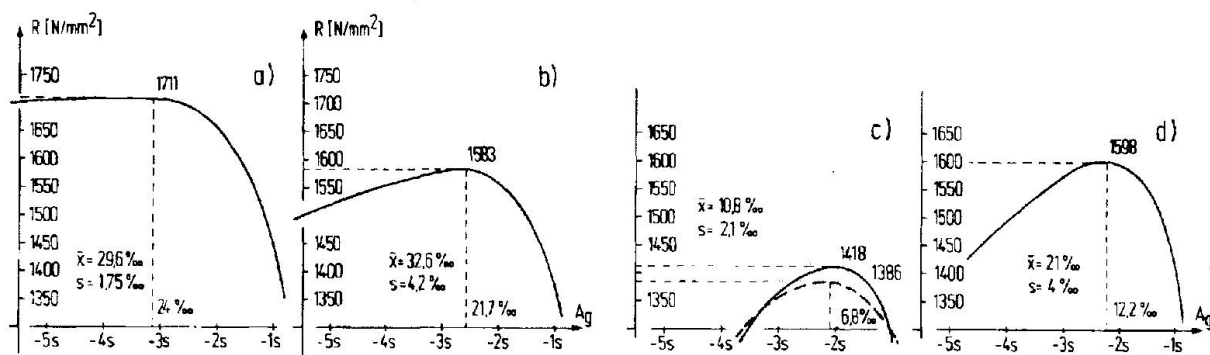 R [N/mm²]
a)
1750
1711
1650
1600
1550
1500
1450
1400
1350
x̄ = 29,6 ‰
s = 1,75 ‰
24 ‰
-5s -4s -3s -2s -1s
R [N/mm²]
b)
1750
1700
1650
1600
1583
1550
1500
1450
1400
1350
x̄ = 32,6 ‰
s = 4,2 ‰
21,7 ‰
Ag
-5s -4s -3s -2s -1s
c)
1650
1600
1550
1500
1450
1350
x̄ = 10,8 ‰
s = 2,1 ‰
1418
1386
6,8 ‰
-5s -4s -3s -2s -1s
d)
1650
1600
1598
1550
1500
1450
1400
1350
x̄ = 21 ‰
s = 4 ‰
12,2 ‰
Ag
-5s -4s -3s -2s -1s